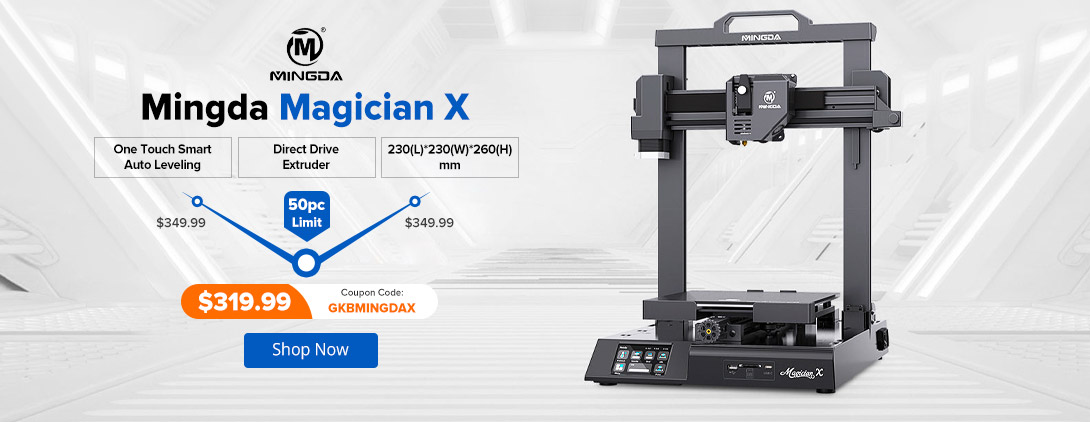 MINGDA
Mingda Magician X
One Touch Smart
Auto Leveling
Direct Drive
Extruder
230(L)*230(W)*260(H)
mm
50pc
Limit
$349.99
$349.99
$319.99
Coupon Code:
GKBMINGDAX
Shop Now
MINGDA
MINGDA
Magician X